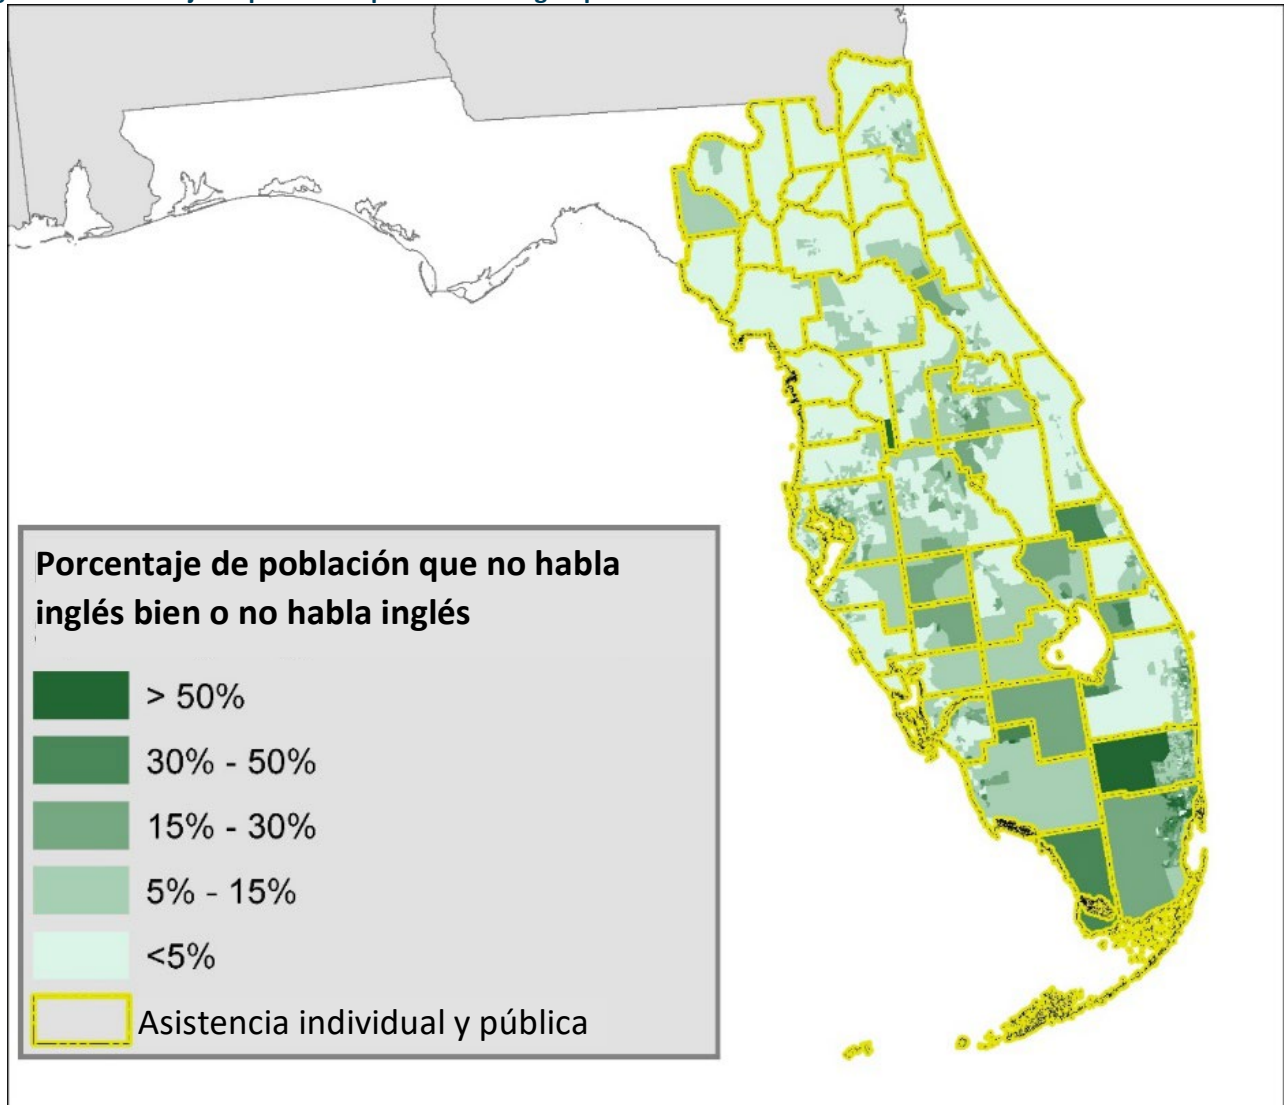 Porcentaje de población que no habla
inglés bien o no habla inglés
> 50%
30% - 50%
15% - 30%
5% - 15%
<5%
Asistencia individual y pública